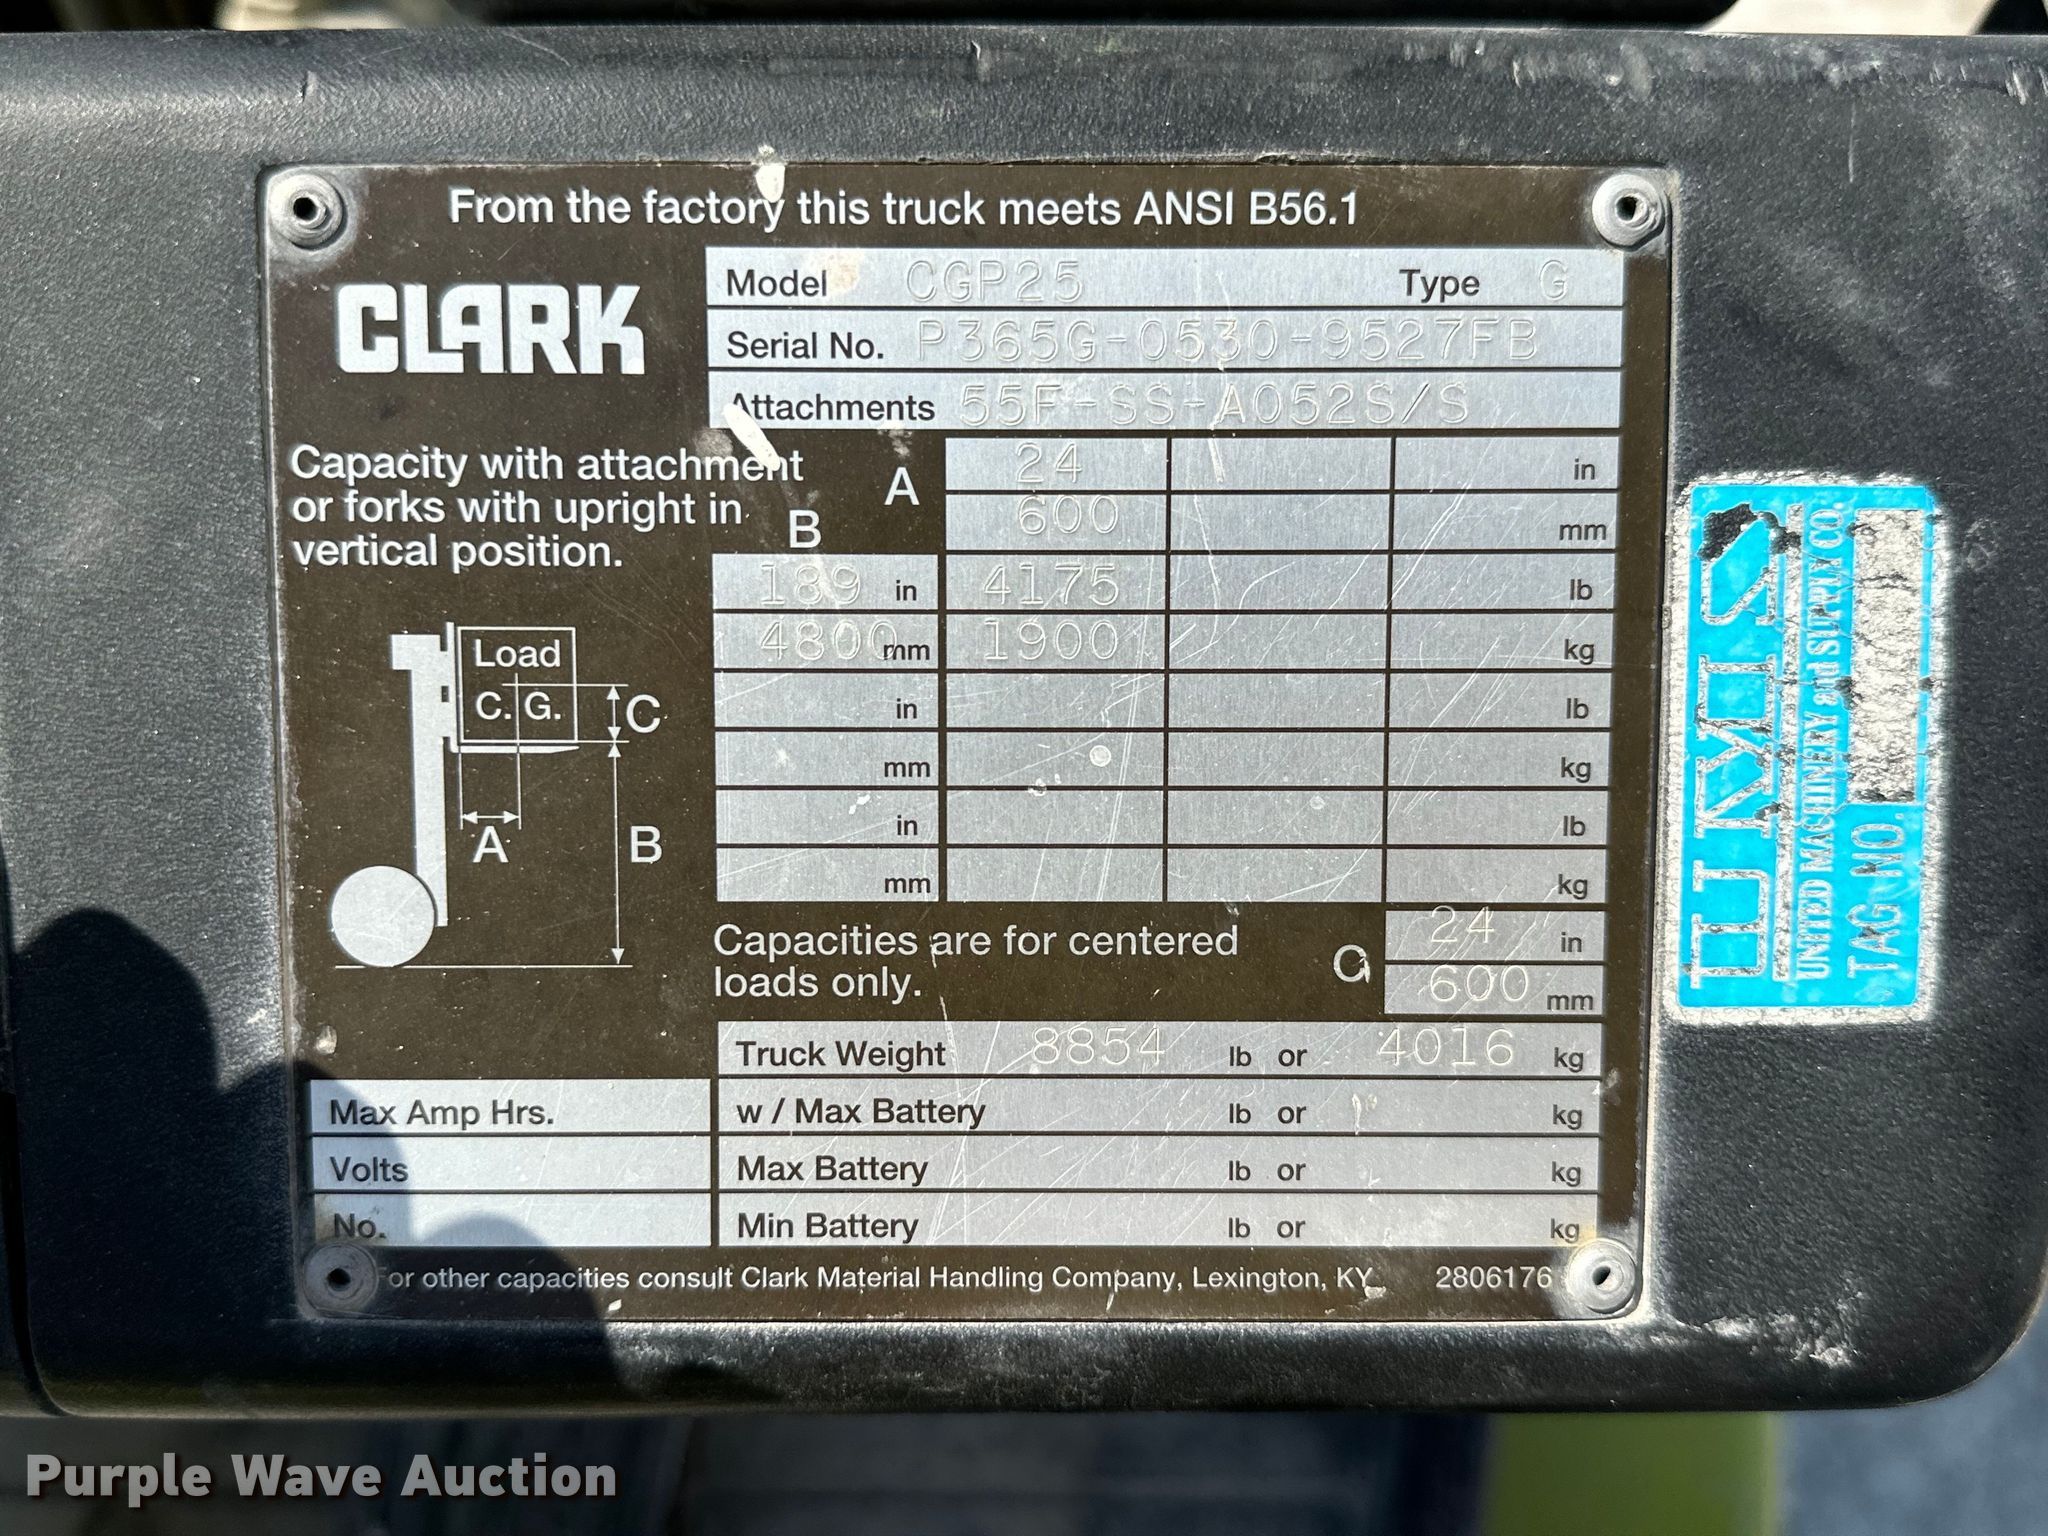 From the factory this truck meets ANSI B56.1
CLARK
Model CGP25 Type G
Serial No. P365G-0530-9527FB
Attachments 55F-SS-A052S/S
Capacity with attachment
or forks with upright in
vertical position.
A 24 in
600 mm
B
189 in 4175 lb
4800 mm 1900 kg
in lb
mm kg
in lb
mm kg
Load
C. G.
C
A
B
Capacities are for centered
loads only.
C 24 in
600 mm
Truck Weight 8854 lb or 4016 kg
Max Amp Hrs. w / Max Battery lb or kg
Volts Max Battery lb or kg
No. Min Battery lb or kg
For other capacities consult Clark Material Handling Company, Lexington, KY 2806176
UMS
UNITED MACHINERY and SUPPLY CO.
TAG NO.
Purple Wave Auction